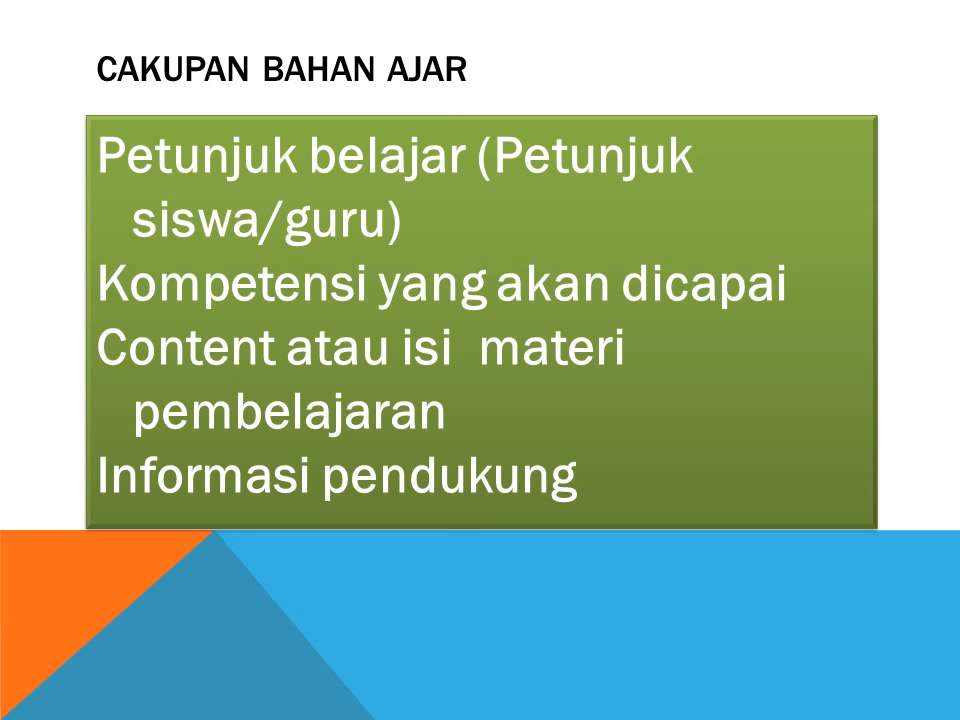 CAKUPAN BAHAN AJAR
Petunjuk belajar (Petunjuk
siswa/guru)
Kompetensi yang akan dicapai
Content atau isi  materi
pembelajaran
Informasi pendukung